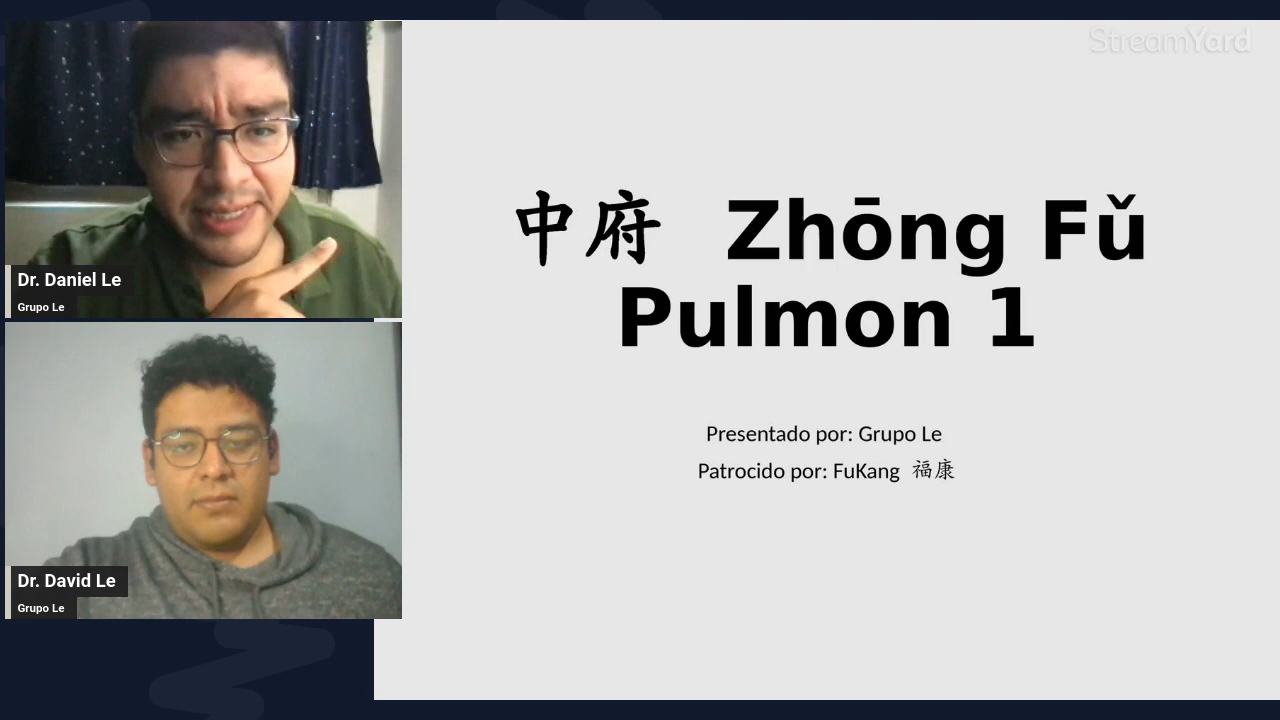 StreamYard
Dr. Daniel Le
Grupo Le
Dr. David Le
Grupo Le
中府 Zhōng Fǔ
Pulmon 1
Presentado por: Grupo Le
Patrocido por: FuKang 福康